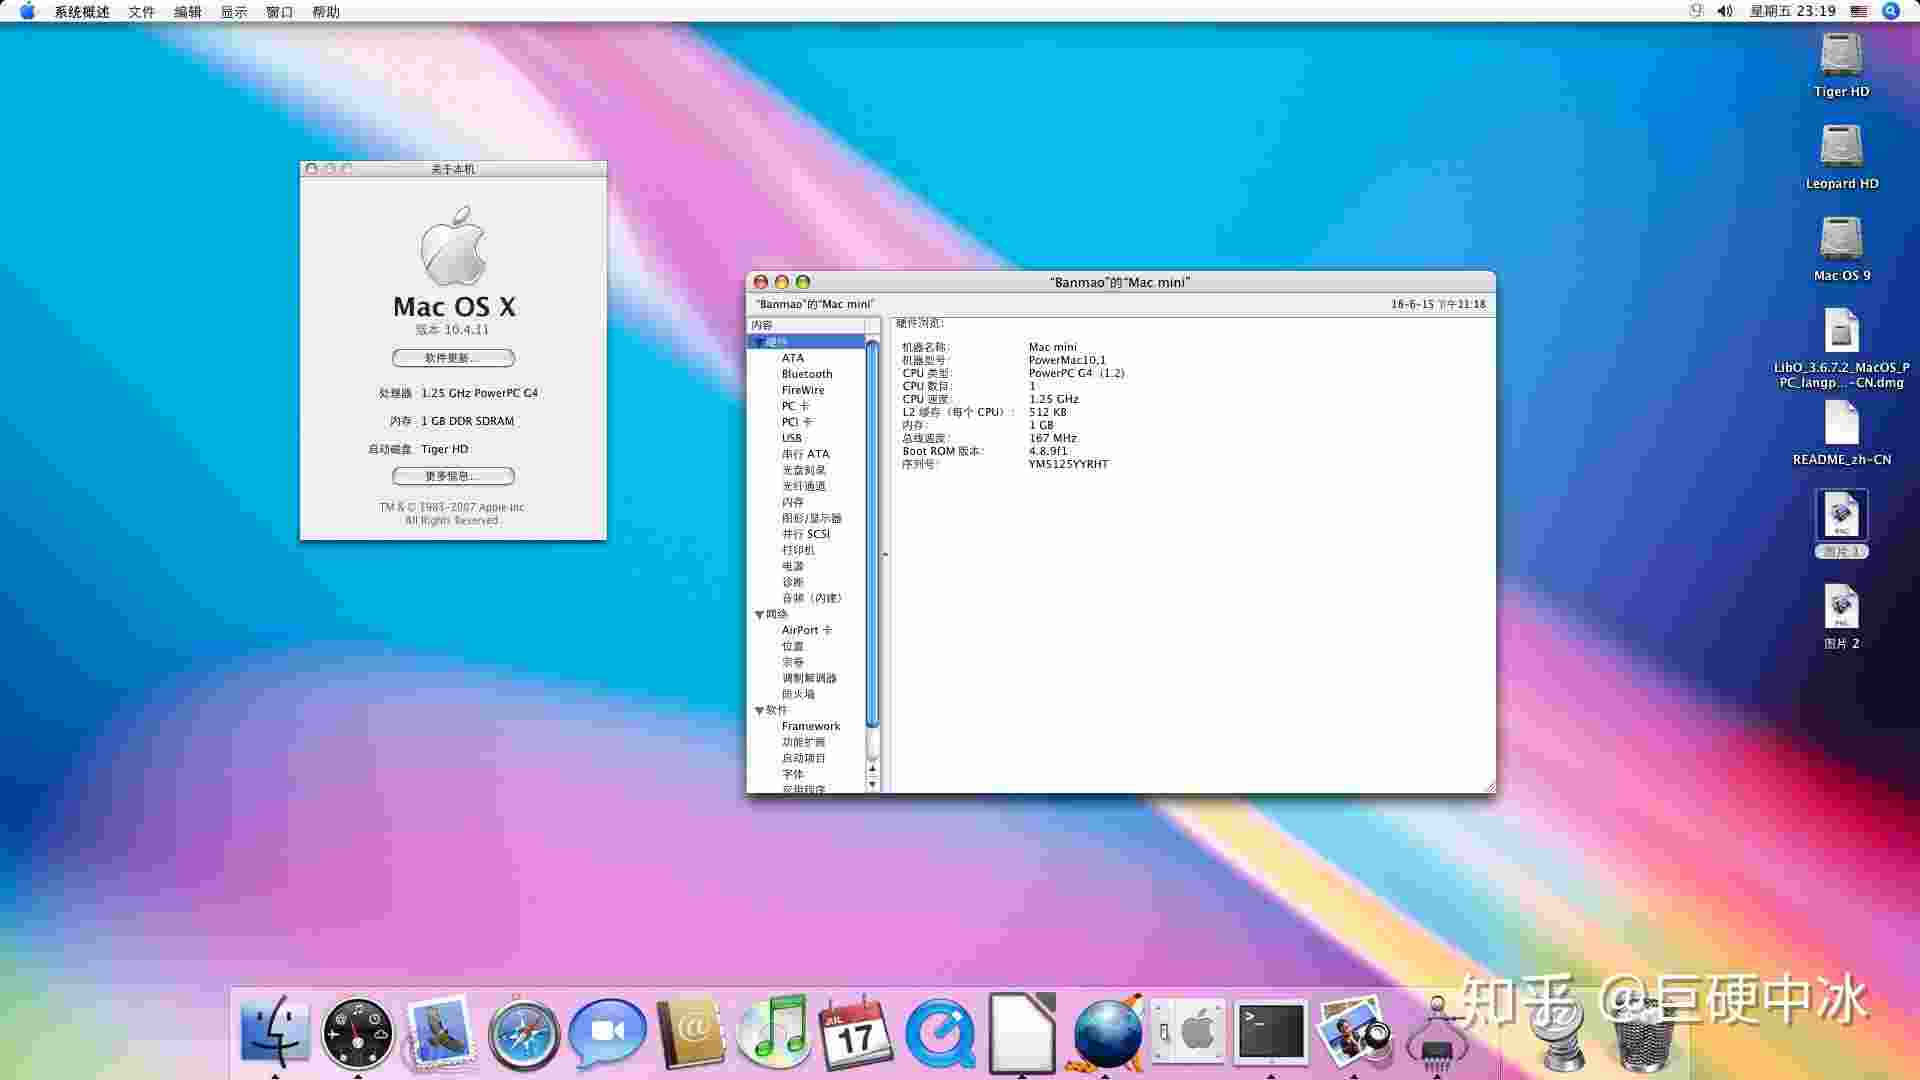 系统概述 文件 编辑 显示 窗口 帮助
星期五 23:19
Tiger HD
Leopard HD
Mac OS 9
LibO_3.6.7.2_MacOS_P
PC_langp...-CN.dmg
README_zh-CN
图片 1
图片 2
关于本机
Mac OS X
版本 10.4.11
软件更新...
处理器 1.25 GHz PowerPC G4
内存 1 GB DDR SDRAM
启动磁盘 Tiger HD
更多信息...
TM & © 1983-2007 Apple Inc.
All Rights Reserved.
“Banmao”的“Mac mini”
“Banmao”的“Mac mini”
18-6-15 下午11:18
内容
硬件
ATA
Bluetooth
FireWire
PC 卡
PCI 卡
USB
串行 ATA
光盘刻录
光纤通道
内存
图形/显示器
并行 SCSI
打印机
电源
诊断
音频（内建）
网络
AirPort 卡
位置
宗卷
调制解调器
防火墙
软件
Framework
功能扩展
启动项目
字体
应用程序
硬件浏览：
机器名称： Mac mini
机器型号： PowerMac10,1
CPU 类型： PowerPC G4 (1.2)
CPU 数目： 1
CPU 速度： 1.25 GHz
L2 缓存（每个 CPU）： 512 KB
内存： 1 GB
总线速度： 167 MHz
Boot ROM 版本： 4.8.9f1
序列号： YM5125YYRHT
JUL
17
知乎 @巨硬中冰